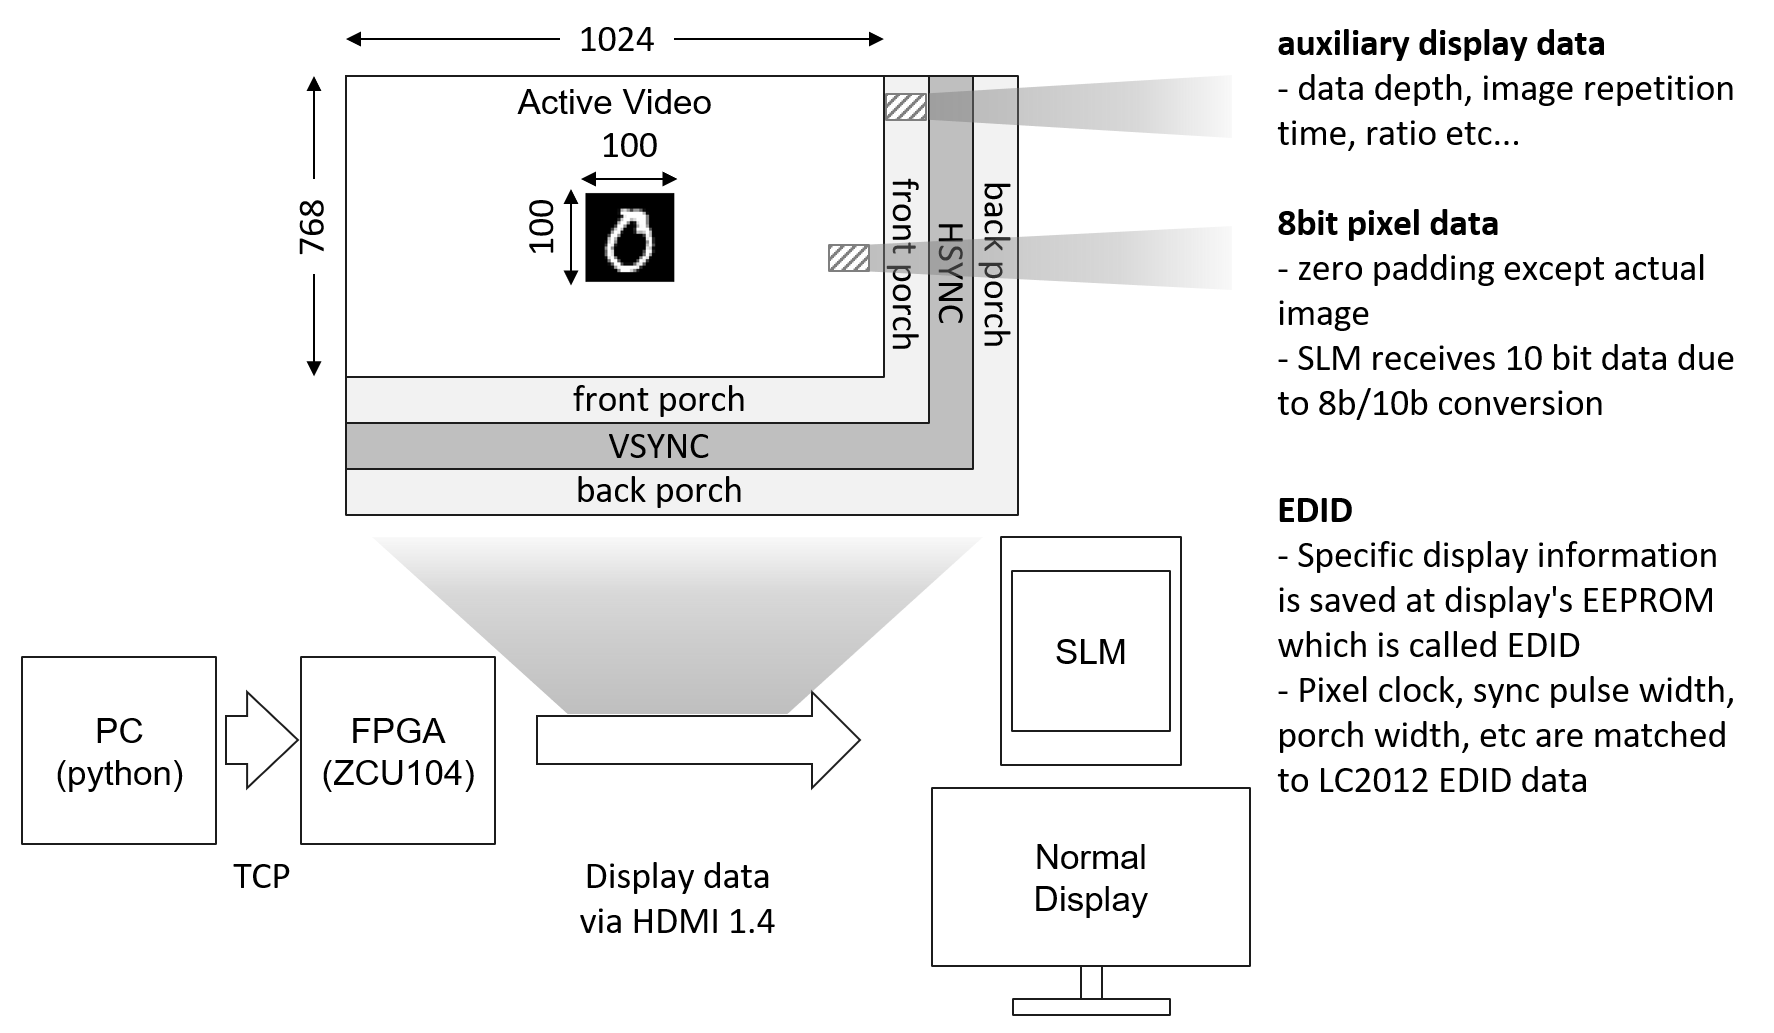 1024
768
Active Video
100
100
front porch
HSYNC
back porch
front porch
VSYNC
back porch
auxiliary display data
- data depth, image repetition
time, ratio etc...
8bit pixel data
- zero padding except actual
image
- SLM receives 10 bit data due
to 8b/10b conversion
EDID
- Specific display information
is saved at display's EEPROM
which is called EDID
- Pixel clock, sync pulse width,
porch width, etc are matched
to LC2012 EDID data
PC
(python)
TCP
FPGA
(ZCU104)
Display data
via HDMI 1.4
SLM
Normal
Display